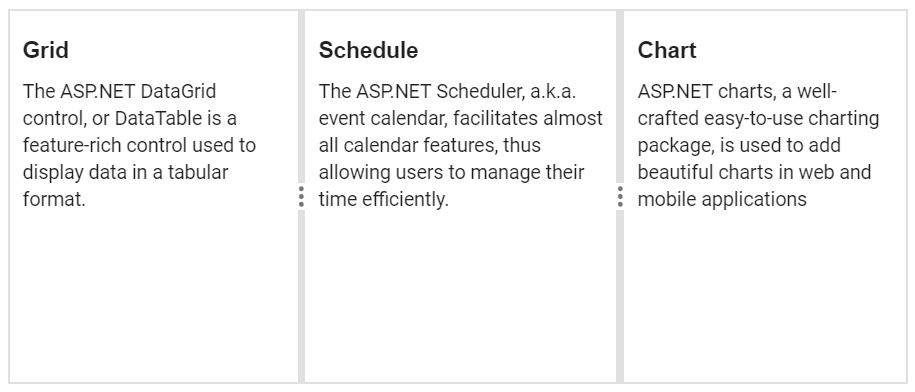 Grid
The ASP.NET DataGrid
control, or DataTable is a
feature-rich control used to
display data in a tabular
format.
Schedule
The ASP.NET Scheduler, a.k.a.
event calendar, facilitates almost
all calendar features, thus
allowing users to manage their
time efficiently.
Chart
ASP.NET charts, a well-
crafted easy-to-use charting
package, is used to add
beautiful charts in web and
mobile applications